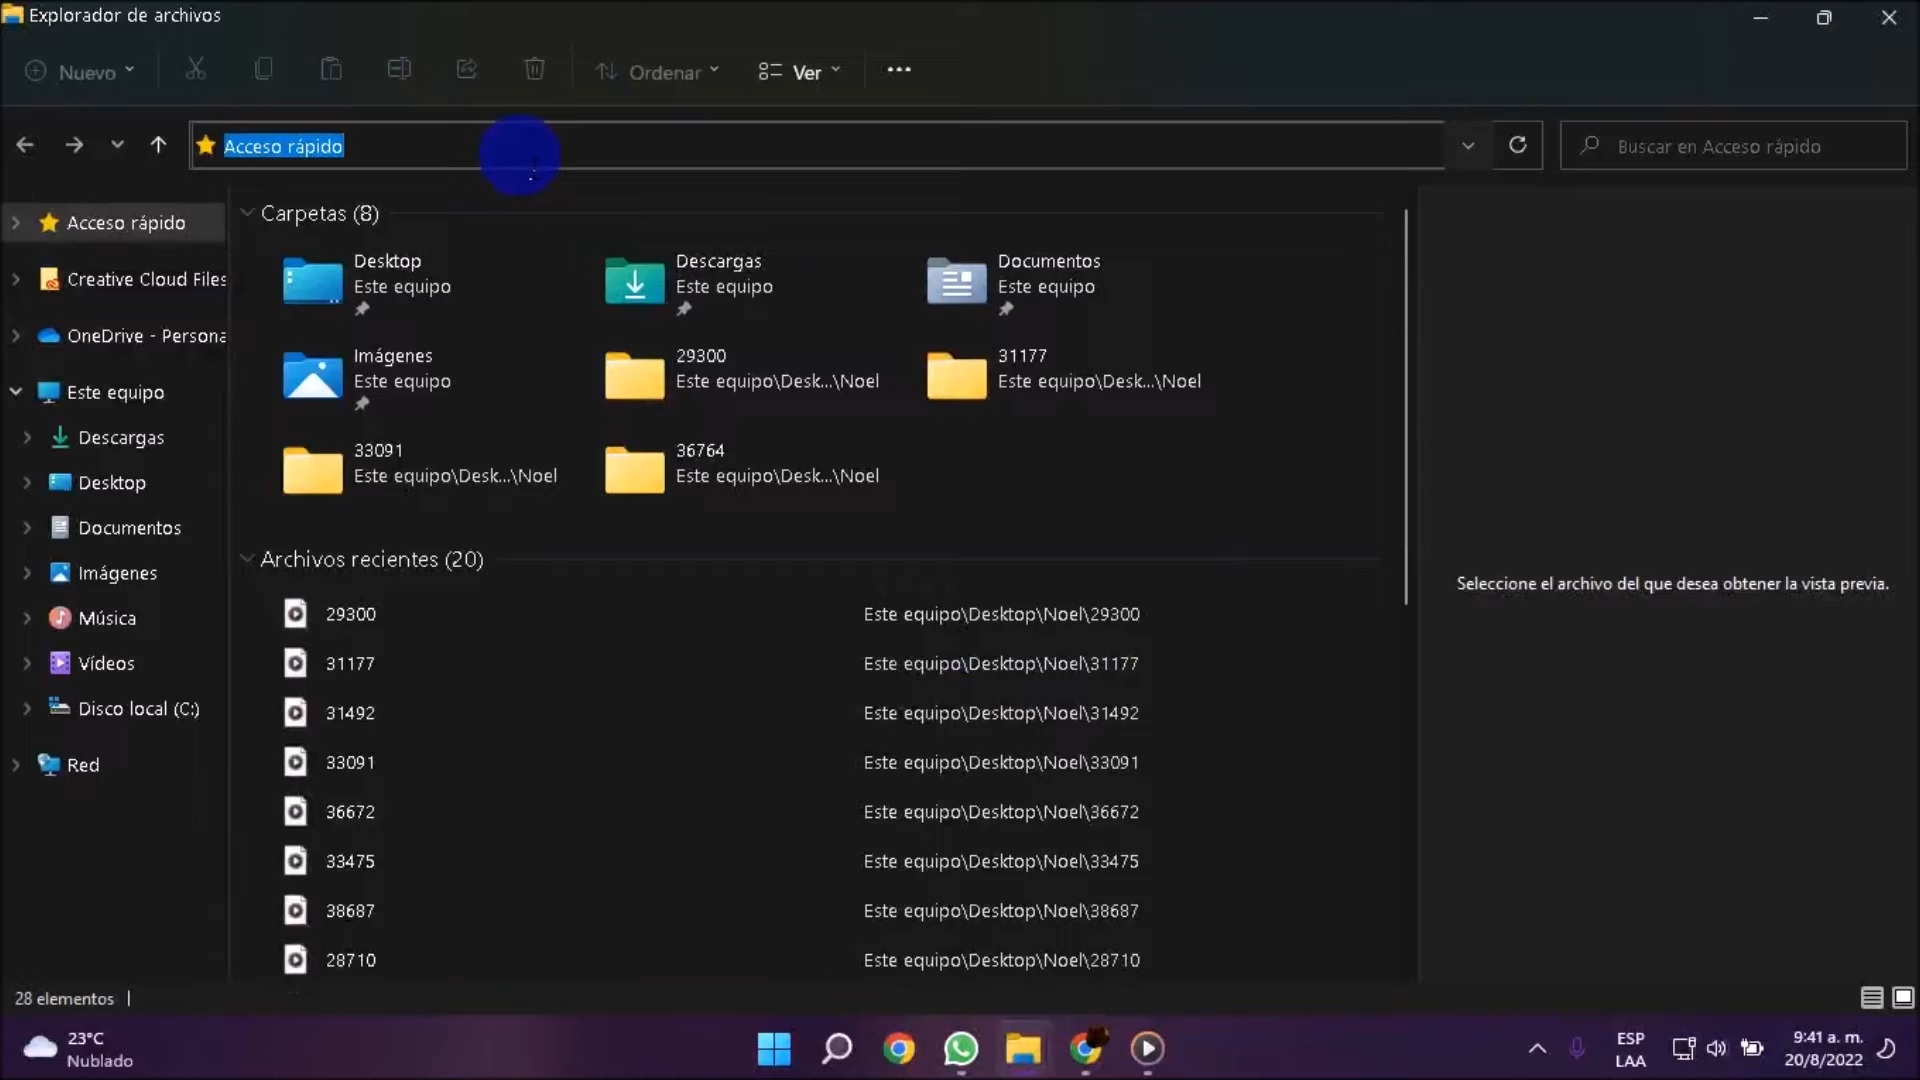 Explorador de archivos
Nuevo
Ordenar
Ver
Acceso rápido
Buscar en Acceso rápido
Acceso rápido
Creative Cloud Files
OneDrive - Persona
Este equipo
Descargas
Desktop
Documentos
Imágenes
Música
Vídeos
Disco local (C:)
Red
Carpetas (8)
Desktop
Este equipo
Descargas
Este equipo
Documentos
Este equipo
Imágenes
Este equipo
29300
Este equipo\Desk...\Noel
31177
Este equipo\Desk...\Noel
33091
Este equipo\Desk...\Noel
36764
Este equipo\Desk...\Noel
Archivos recientes (20)
29300 Este equipo\Desktop\Noel\29300
31177 Este equipo\Desktop\Noel\31177
31492 Este equipo\Desktop\Noel\31492
33091 Este equipo\Desktop\Noel\33091
36672 Este equipo\Desktop\Noel\36672
33475 Este equipo\Desktop\Noel\33475
38687 Este equipo\Desktop\Noel\38687
28710 Este equipo\Desktop\Noel\28710
Seleccione el archivo del que desea obtener la vista previa.
28 elementos
23°C
Nublado
ESP
LAA
9:41 a. m.
20/8/2022